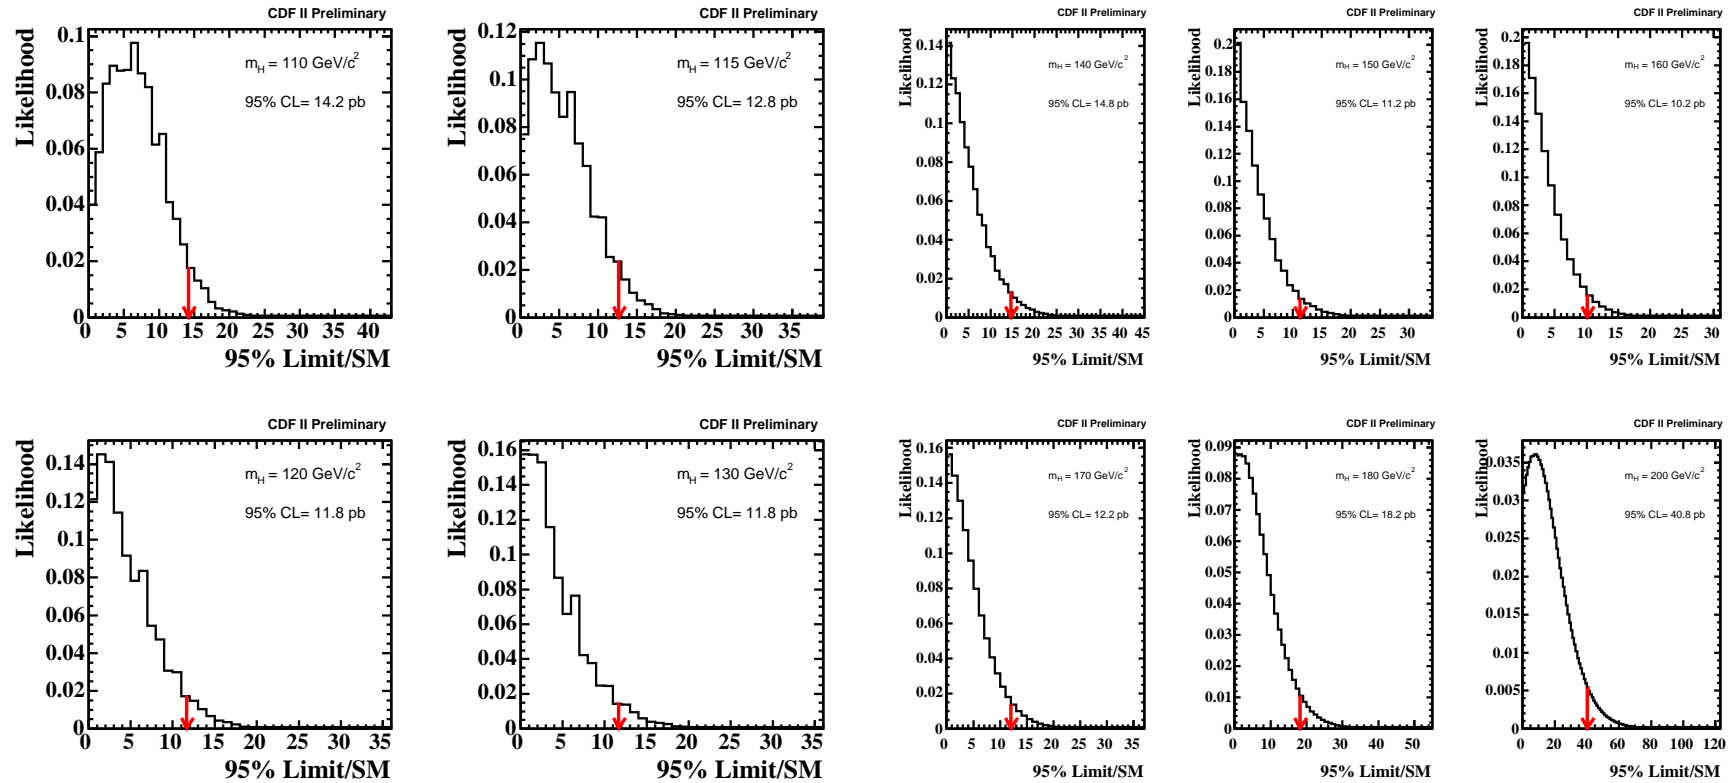 CDF II Preliminary
Likelihood
m_H = 110 GeV/c²
95% CL= 14.2 pb
0.1
0.08
0.06
0.04
0.02
0
0 5 10 15 20 25 30 35 40
95% Limit/SM
CDF II Preliminary
Likelihood
m_H = 115 GeV/c²
95% CL= 12.8 pb
0.12
0.1
0.08
0.06
0.04
0.02
0
0 5 10 15 20 25 30 35
95% Limit/SM
CDF II Preliminary
Likelihood
m_H = 140 GeV/c²
95% CL= 14.8 pb
0.14
0.12
0.1
0.08
0.06
0.04
0.02
0
0 5 10 15 20 25 30 35 40 45
95% Limit/SM
CDF II Preliminary
Likelihood
m_H = 150 GeV/c²
95% CL= 11.2 pb
0.2
0.18
0.16
0.14
0.12
0.1
0.08
0.06
0.04
0.02
0
0 5 10 15 20 25 30
95% Limit/SM
CDF II Preliminary
Likelihood
m_H = 160 GeV/c²
95% CL= 10.2 pb
0.2
0.18
0.16
0.14
0.12
0.1
0.08
0.06
0.04
0.02
0
0 5 10 15 20 25 30
95% Limit/SM
CDF II Preliminary
Likelihood
m_H = 120 GeV/c²
95% CL= 11.8 pb
0.14
0.12
0.1
0.08
0.06
0.04
0.02
0
0 5 10 15 20 25 30 35
95% Limit/SM
CDF II Preliminary
Likelihood
m_H = 130 GeV/c²
95% CL= 11.8 pb
0.16
0.14
0.12
0.1
0.08
0.06
0.04
0.02
0
0 5 10 15 20 25 30 35
95% Limit/SM
CDF II Preliminary
Likelihood
m_H = 170 GeV/c²
95% CL= 12.2 pb
0.16
0.14
0.12
0.1
0.08
0.06
0.04
0.02
0
0 5 10 15 20 25 30 35
95% Limit/SM
CDF II Preliminary
Likelihood
m_H = 180 GeV/c²
95% CL= 18.2 pb
0.09
0.08
0.07
0.06
0.05
0.04
0.03
0.02
0.01
0
0 10 20 30 40 50
95% Limit/SM
CDF II Preliminary
Likelihood
m_H = 200 GeV/c²
95% CL= 40.8 pb
0.035
0.03
0.025
0.02
0.015
0.01
0.005
0
0 20 40 60 80 100 120
95% Limit/SM